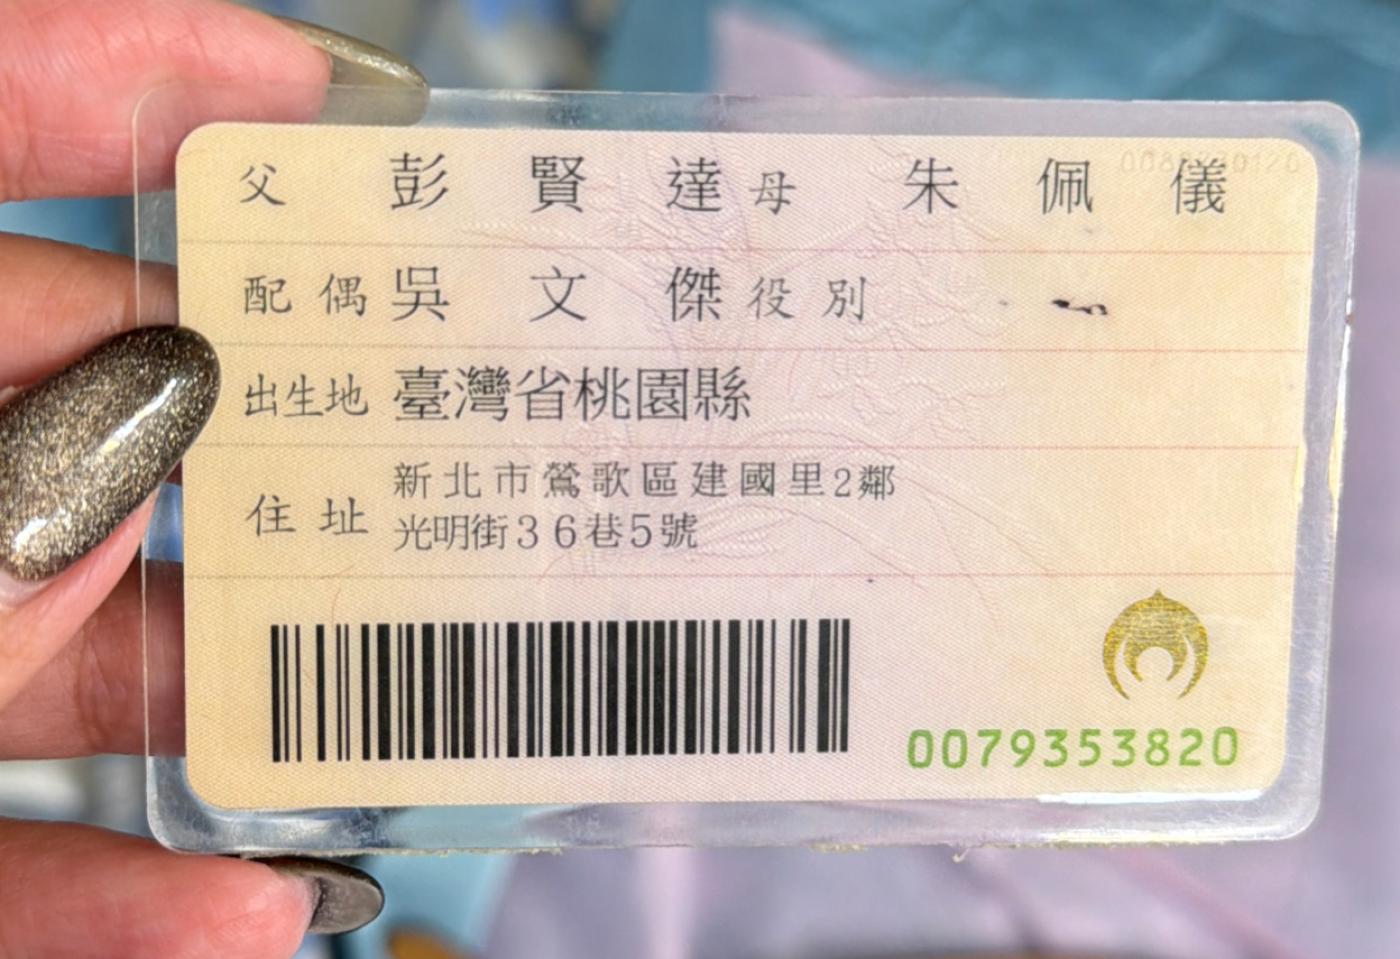 父 彭賢達 母 朱佩儀
配偶 吳文傑 役別
出生地 臺灣省桃園縣
住址 新北市鶯歌區建國里2鄰
光明街36巷5號
0079353820